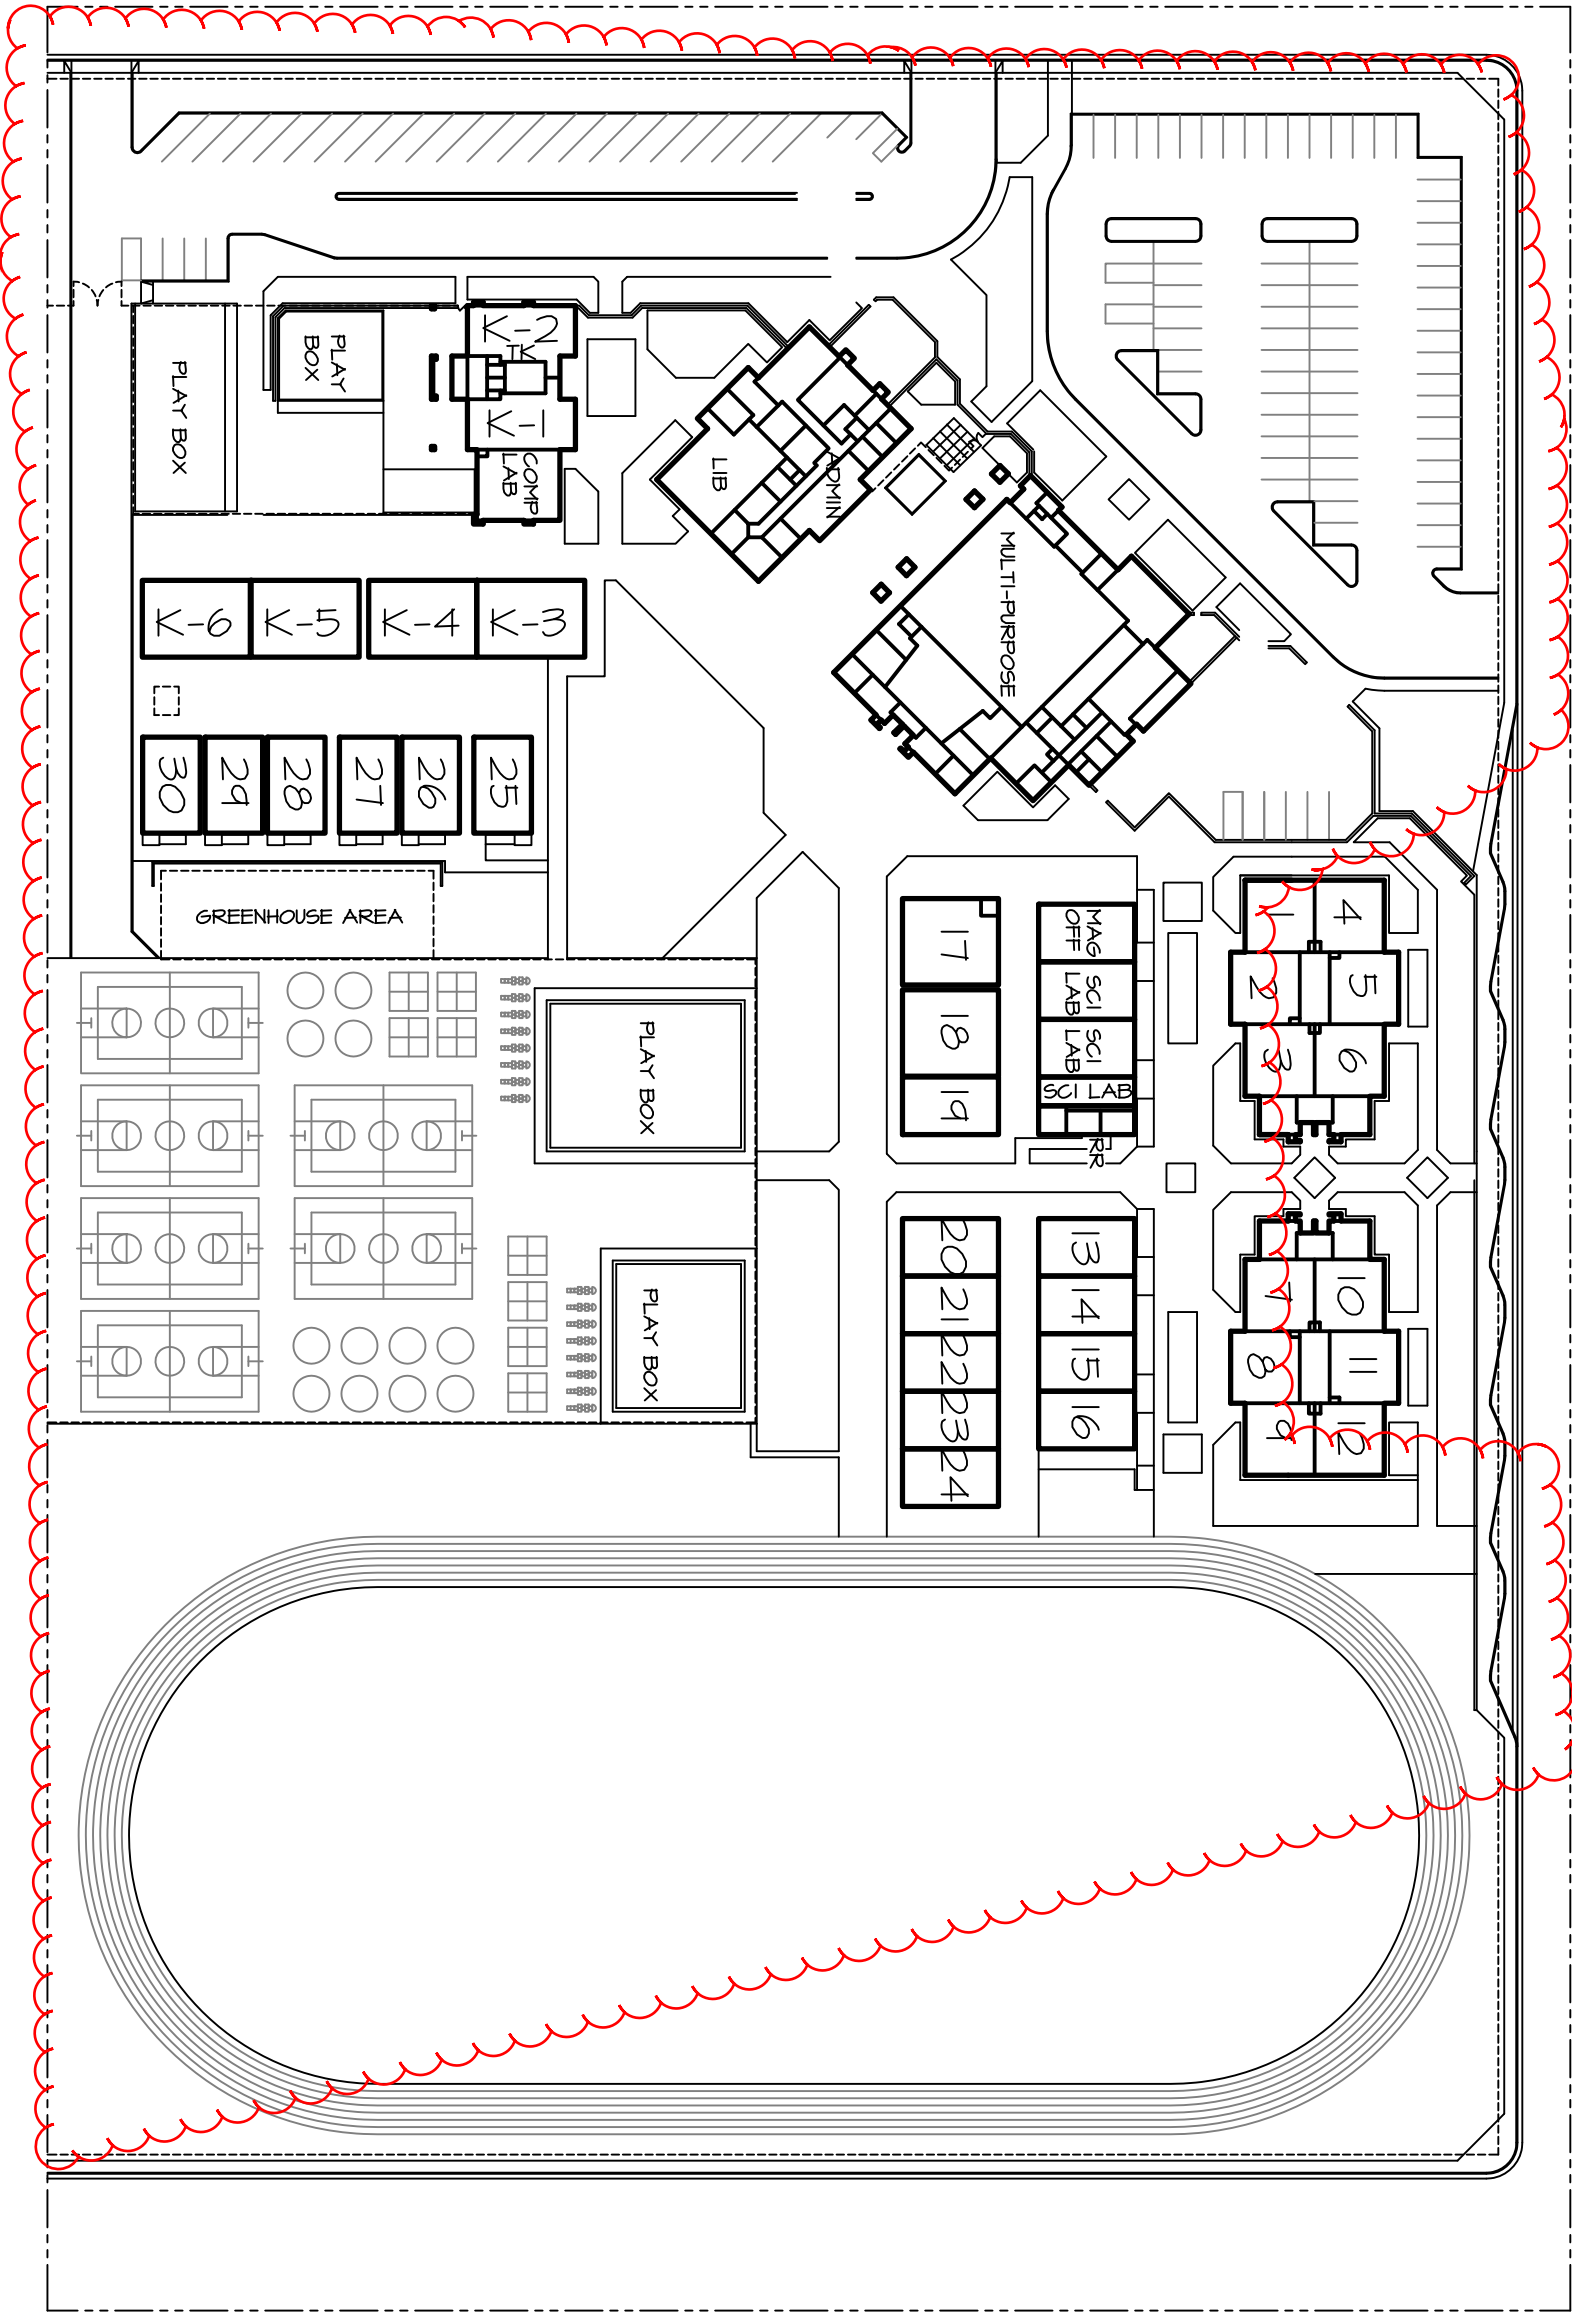 K-2
TK
K-1
COMP
LAB
PLAY
BOX
PLAY BOX
LIB
ADMIN
MULTI-PURPOSE
K-6
K-5
K-4
K-3
30
29
28
27
26
25
GREENHOUSE AREA
17
18
19
MAG
OFF
SCI
LAB
SCI
LAB
SCI LAB
RR
1
4
2
5
3
6
PLAY BOX
PLAY BOX
20
21
22
23
24
13
14
15
16
7
10
8
11
9
12